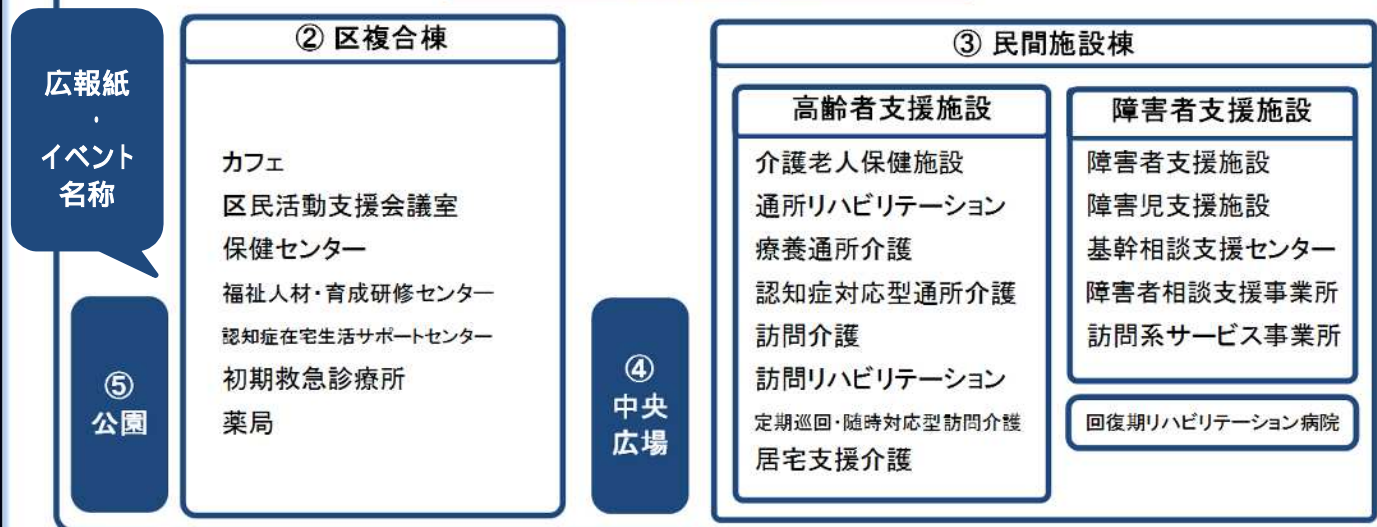 広報紙
・
イベント
名称
② 区複合棟
カフェ
区民活動支援会議室
保健センター
福祉人材・育成研修センター
認知症在宅生活サポートセンター
初期救急診療所
薬局
⑤
公園
④
中央
広場
③ 民間施設棟
高齢者支援施設
介護老人保健施設
通所リハビリテーション
療養通所介護
認知症対応型通所介護
訪問介護
訪問リハビリテーション
定期巡回・随時対応型訪問介護
居宅支援介護
障害者支援施設
障害者支援施設
障害児支援施設
基幹相談支援センター
障害者相談支援事業所
訪問系サービス事業所
回復期リハビリテーション病院